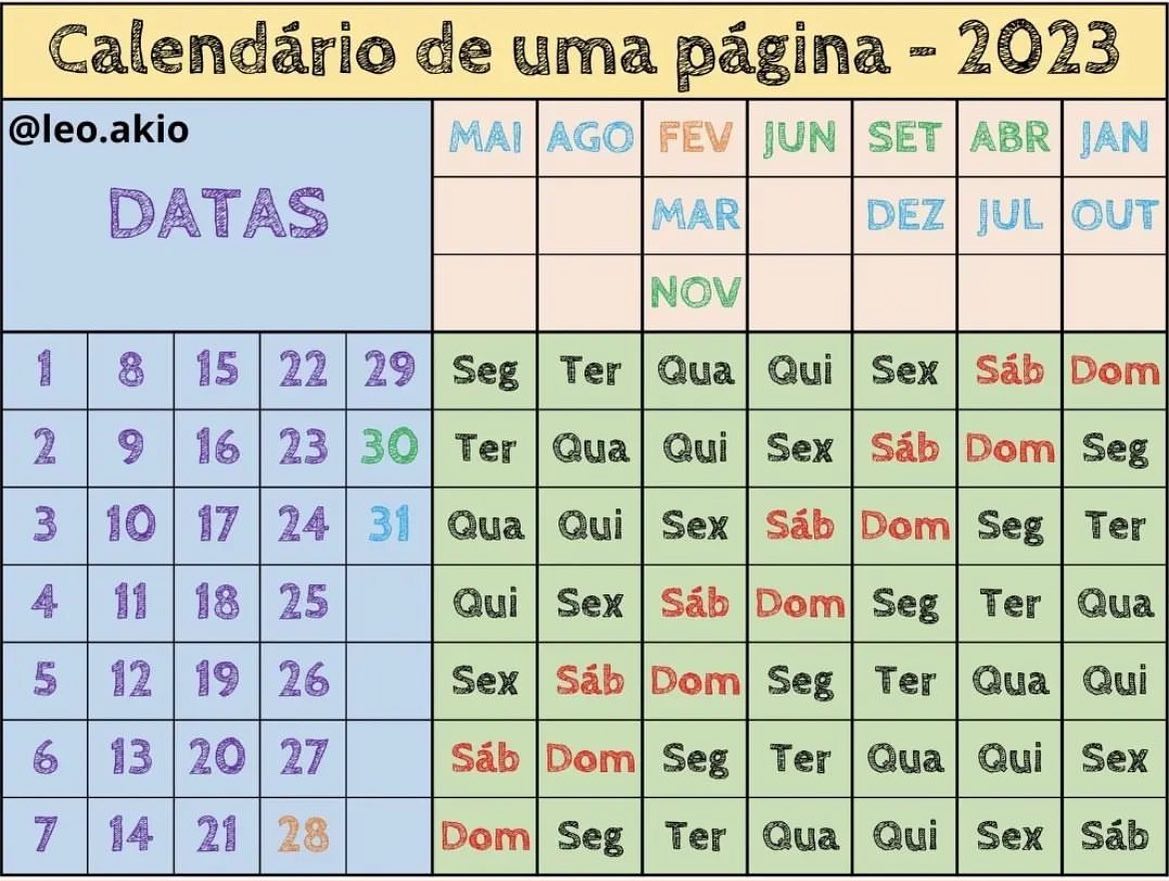 Calendário de uma página - 2023
@leo.akio
DATAS
MAI AGO FEV JUN SET ABR JAN
MAR DEZ JUL OUT
NOV
1 8 15 22 29 Seg Ter Qua Qui Sex Sáb Dom
2 9 16 23 30 Ter Qua Qui Sex Sáb Dom Seg
3 10 17 24 31 Qua Qui Sex Sáb Dom Seg Ter
4 11 18 25 Qui Sex Sáb Dom Seg Ter Qua
5 12 19 26 Sex Sáb Dom Seg Ter Qua Qui
6 13 20 27 Sáb Dom Seg Ter Qua Qui Sex
7 14 21 28 Dom Seg Ter Qua Qui Sex Sáb